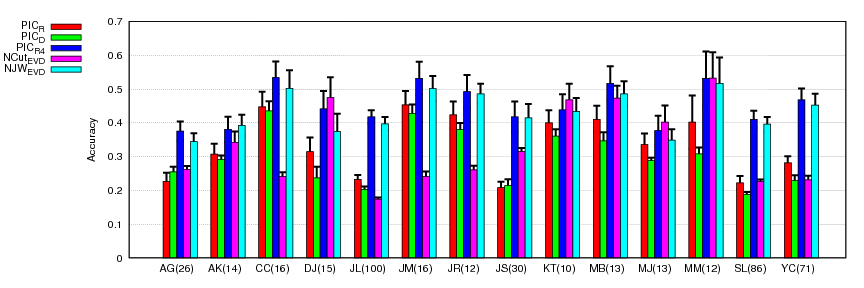 PIC_R
PIC_D
PIC_R4
NCut_EVD
NJW_EVD
Accuracy
0.7
0.6
0.5
0.4
0.3
0.2
0.1
0
AG(26) AK(14) CC(16) DJ(15) JL(100) JM(16) JR(12) JS(30) KT(10) MB(13) MJ(13) MM(12) SL(86) YC(71)